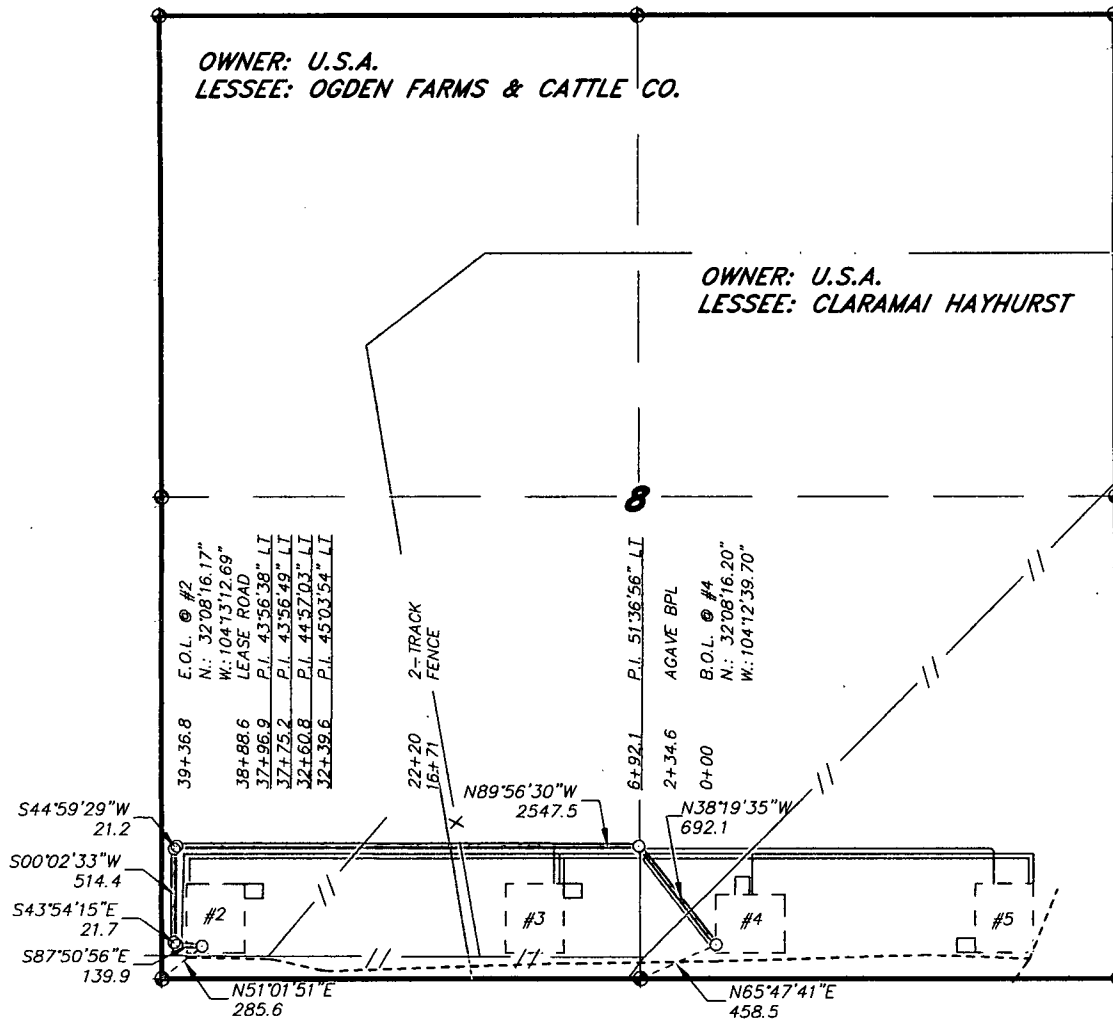 OWNER: U.S.A.
LESSEE: OGDEN FARMS & CATTLE CO.
OWNER: U.S.A.
LESSEE: CLARAMAI HAYHURST
8
39+36.8 E.O.L. @ #2
N.: 32°08'16.17"
W.: 104°13'12.69"
38+88.6 LEASE ROAD
37+96.9 P.I. 43°56'38" LT
37+75.2 P.I. 43°56'49" LT
32+60.8 P.I. 44°57'03" LT
32+39.6 P.I. 45°03'54" LT
22+20 2-TRACK
16+71 FENCE
6+92.1 P.I. 51°36'56" LT
2+34.6 AGAVE BPL
0+00 B.O.L. @ #4
N.: 32°08'16.20"
W.: 104°12'39.70"
S44°59'29"W
21.2
N89°56'30"W
2547.5
N38°19'35"W
692.1
S00°02'33"W
514.4
S43°54'15"E
21.7
S87°50'56"E
139.9
#2
#3
#4
#5
N51°01'51"E
285.6
N65°47'41"E
458.5